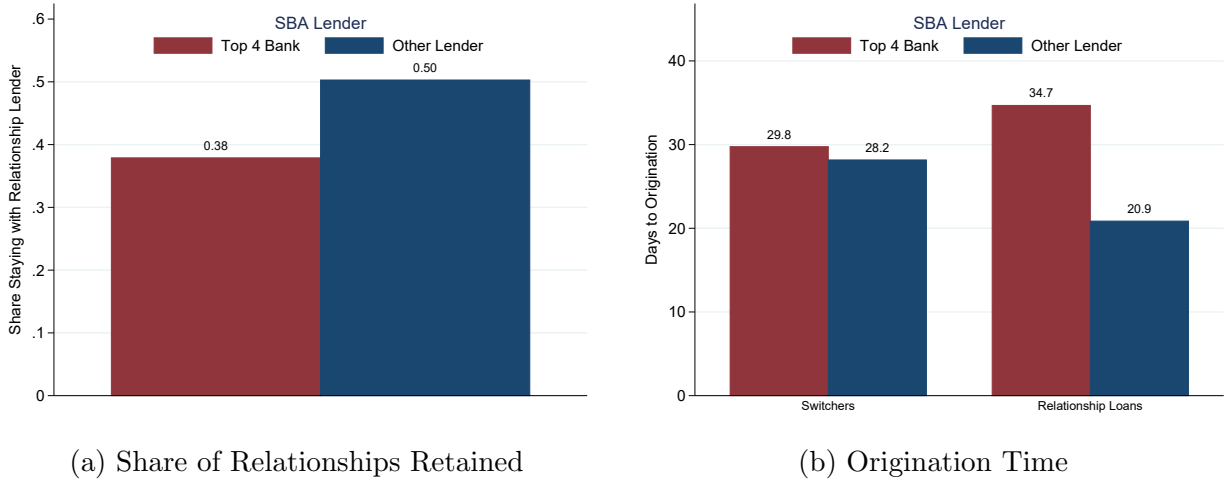 SBA Lender
Top 4 Bank
Other Lender
Share Staying with Relationship Lender
.6
.5
.4
.3
.2
.1
0
0.38
0.50
(a) Share of Relationships Retained
SBA Lender
Top 4 Bank
Other Lender
Days to Origination
40
30
20
10
0
29.8
28.2
34.7
20.9
Switchers
Relationship Loans
(b) Origination Time